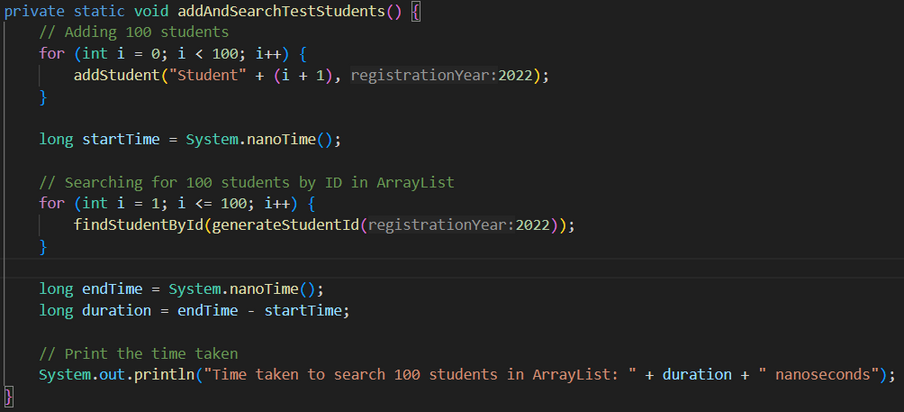 private static void addAndSearchTestStudents() {
// Adding 100 students
for (int i = 0; i < 100; i++) {
addStudent("Student" + (i + 1), registrationYear:2022);
}
long startTime = System.nanoTime();
// Searching for 100 students by ID in ArrayList
for (int i = 1; i <= 100; i++) {
findStudentById(generateStudentId(registrationYear:2022));
}
long endTime = System.nanoTime();
long duration = endTime - startTime;
// Print the time taken
System.out.println("Time taken to search 100 students in ArrayList: " + duration + " nanoseconds");
}